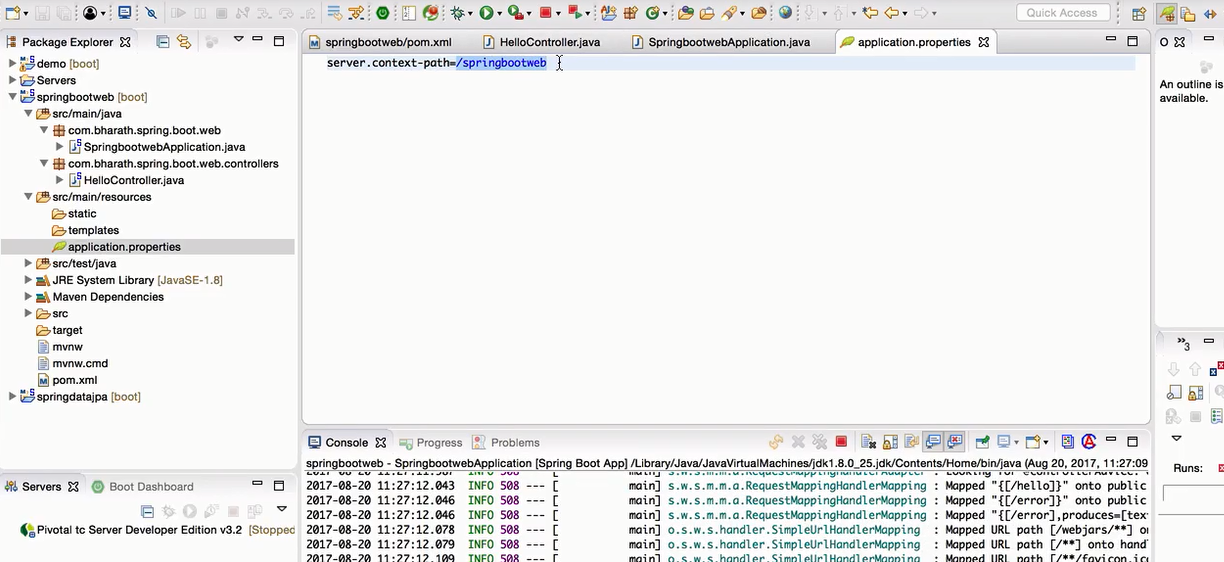 Quick Access
Package Explorer
demo [boot]
Servers
springbootweb [boot]
src/main/java
com.bharath.spring.boot.web
SpringbootwebApplication.java
com.bharath.spring.boot.web.controllers
HelloController.java
src/main/resources
static
templates
application.properties
src/test/java
JRE System Library [JavaSE-1.8]
Maven Dependencies
src
target
mvnw
mvnw.cmd
pom.xml
springdatajpa [boot]
Servers Boot Dashboard
Pivotal tc Server Developer Edition v3.2 [Stopped
springbootweb/pom.xml HelloController.java SpringbootwebApplication.java application.properties
server.context-path=/springbootweb
O
An outline is
available.
3
Runs:
Console Progress Problems
springbootweb - SpringbootwebApplication [Spring Boot App] /Library/Java/JavaVirtualMachines/jdk1.8.0_25.jdk/Contents/Home/bin/java (Aug 20, 2017, 11:27:09
2017-08-20 11:27:12.043 INFO 508 --- [ main] s.w.s.m.m.a.RequestMappingHandlerMapping : Mapped "{[/hello]}" onto public
2017-08-20 11:27:12.046 INFO 508 --- [ main] s.w.s.m.m.a.RequestMappingHandlerMapping : Mapped "{[/error]}" onto public
2017-08-20 11:27:12.046 INFO 508 --- [ main] s.w.s.m.m.a.RequestMappingHandlerMapping : Mapped "{[/error],produces=[tex
2017-08-20 11:27:12.078 INFO 508 --- [ main] o.s.w.s.handler.SimpleUrlHandlerMapping : Mapped URL path [/webjars/**] o
2017-08-20 11:27:12.079 INFO 508 --- [ main] o.s.w.s.handler.SimpleUrlHandlerMapping : Mapped URL path [/**] onto hand
2017-08-20 11:27:12.109 INFO 508 --- [ main] o.s.w.s.handler.SimpleUrlHandlerMapping : Mapped URL path [/**/favicon.ic